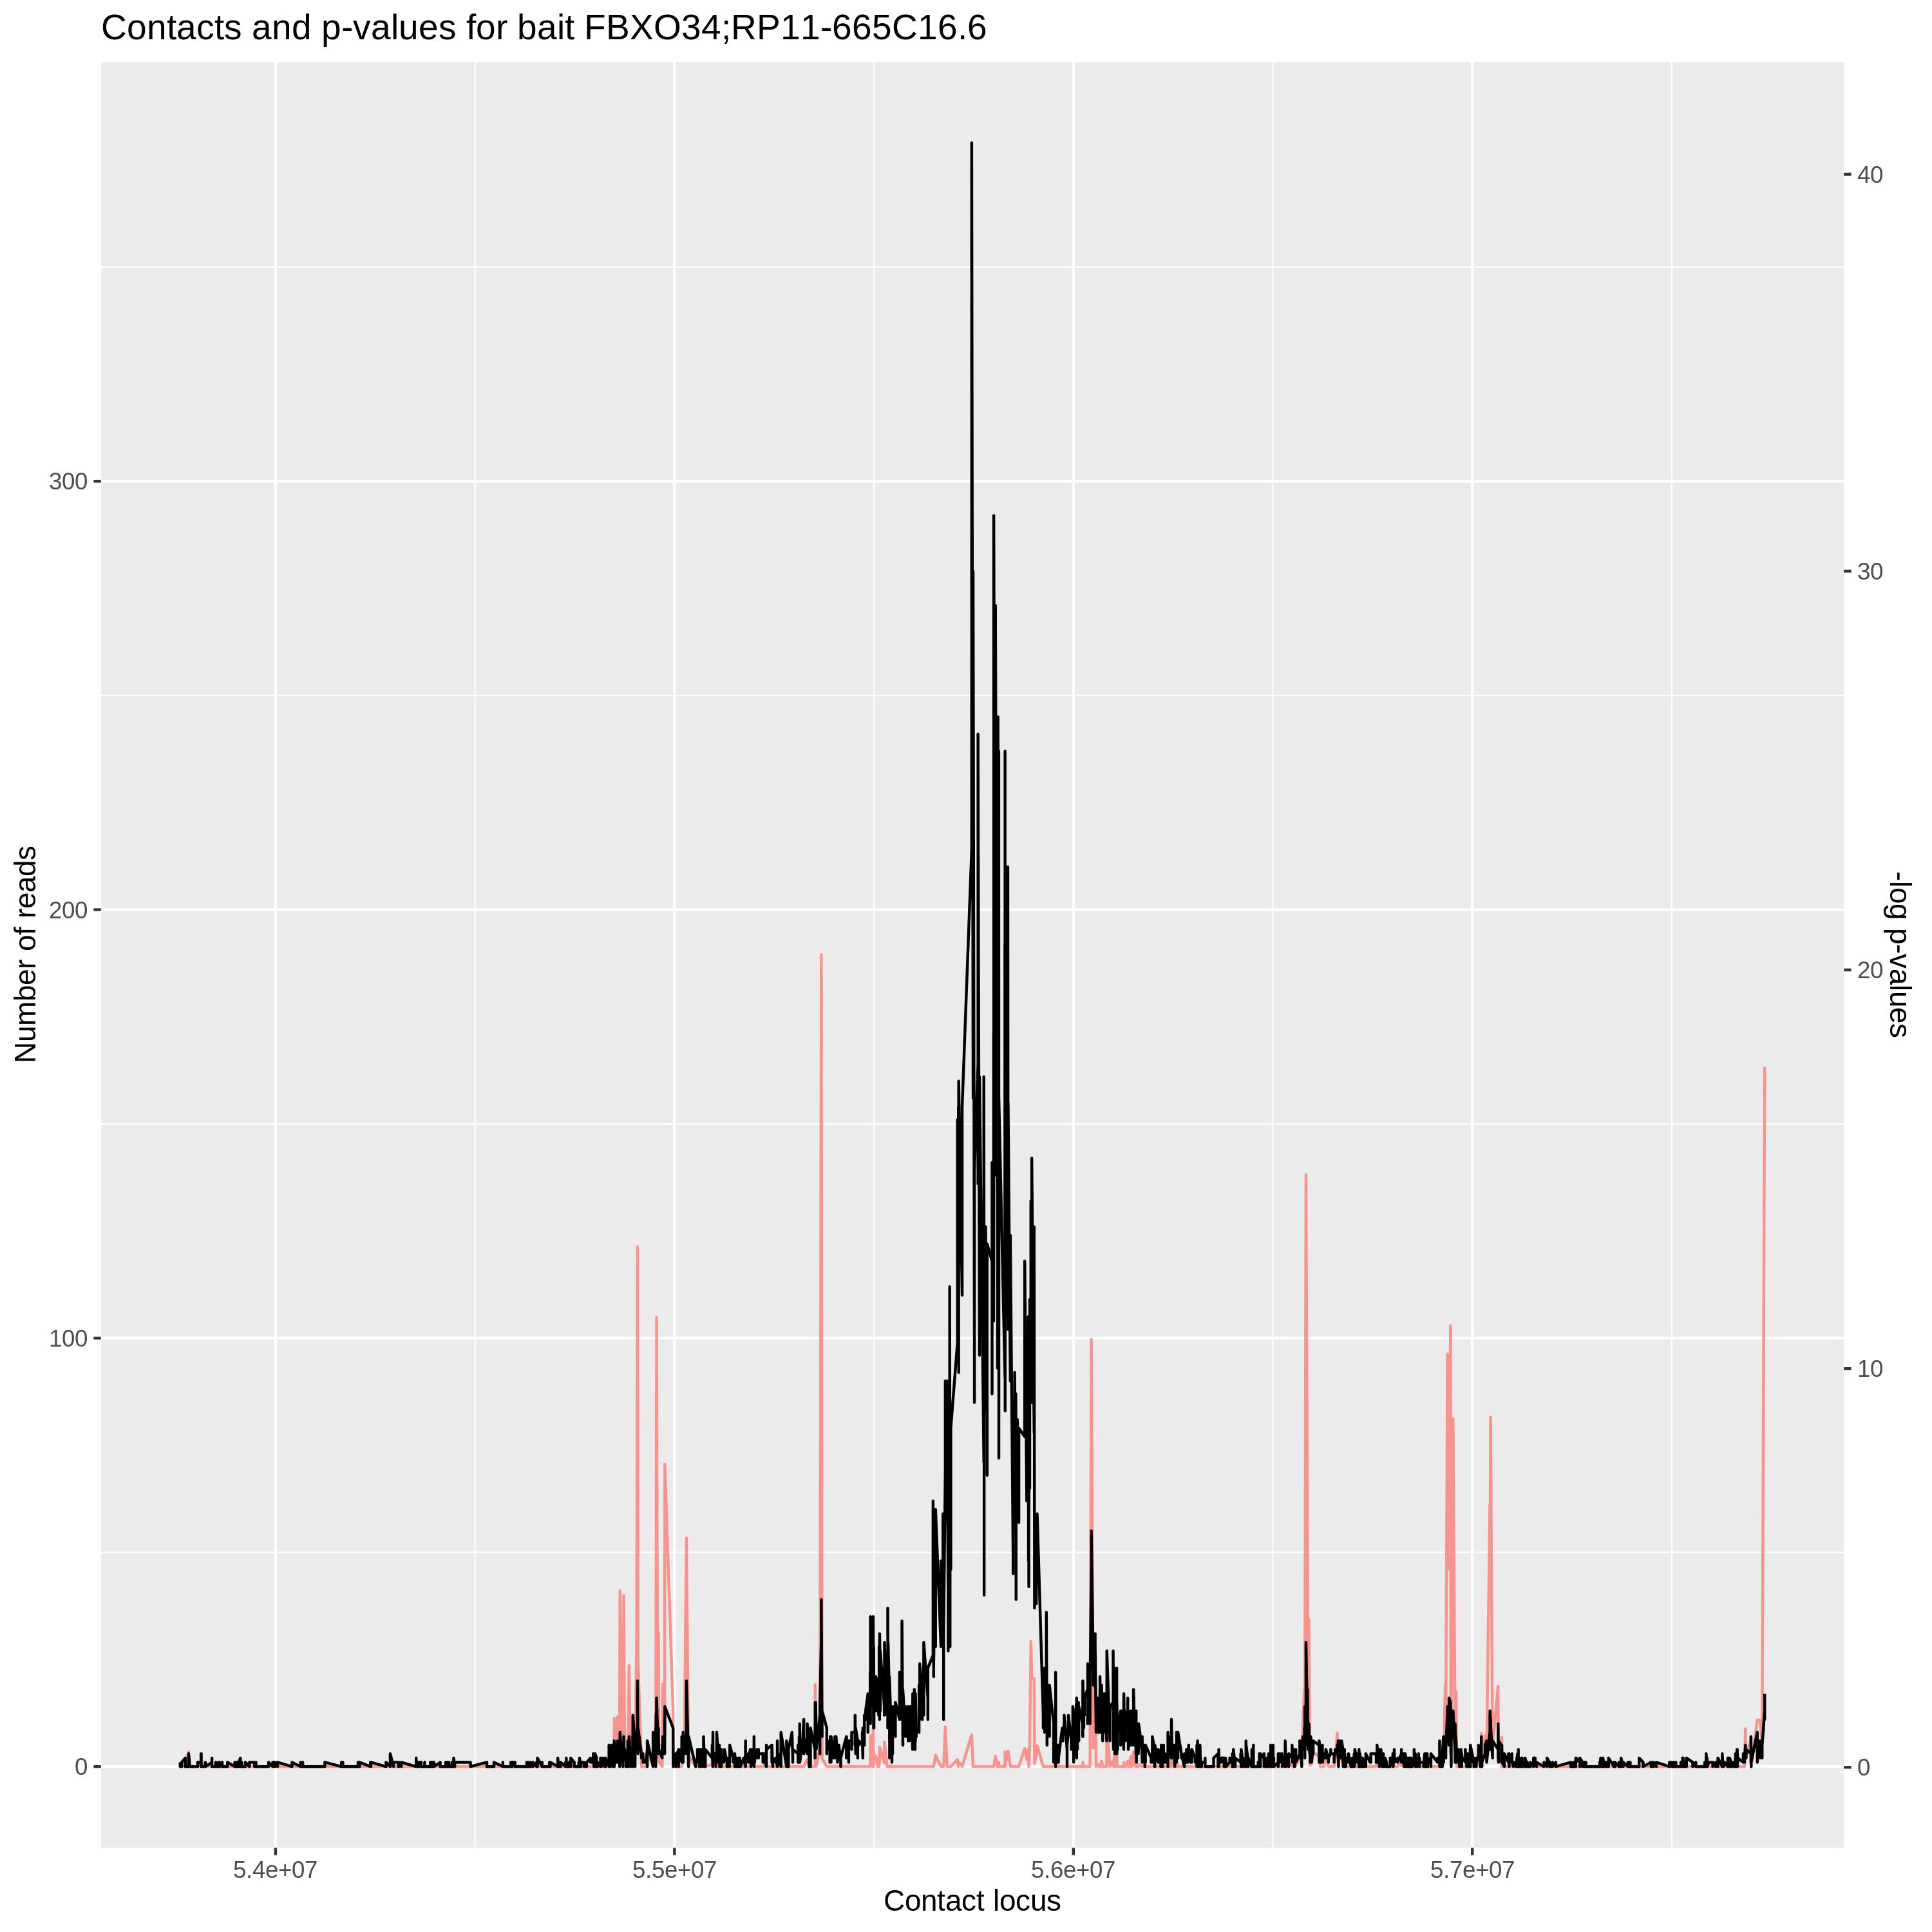 Contacts and p-values for bait FBXO34;RP11-665C16.6
Number of reads
300
200
100
0
40
30
20
10
0
-log p-values
5.4e+07 5.5e+07 5.6e+07 5.7e+07
Contact locus